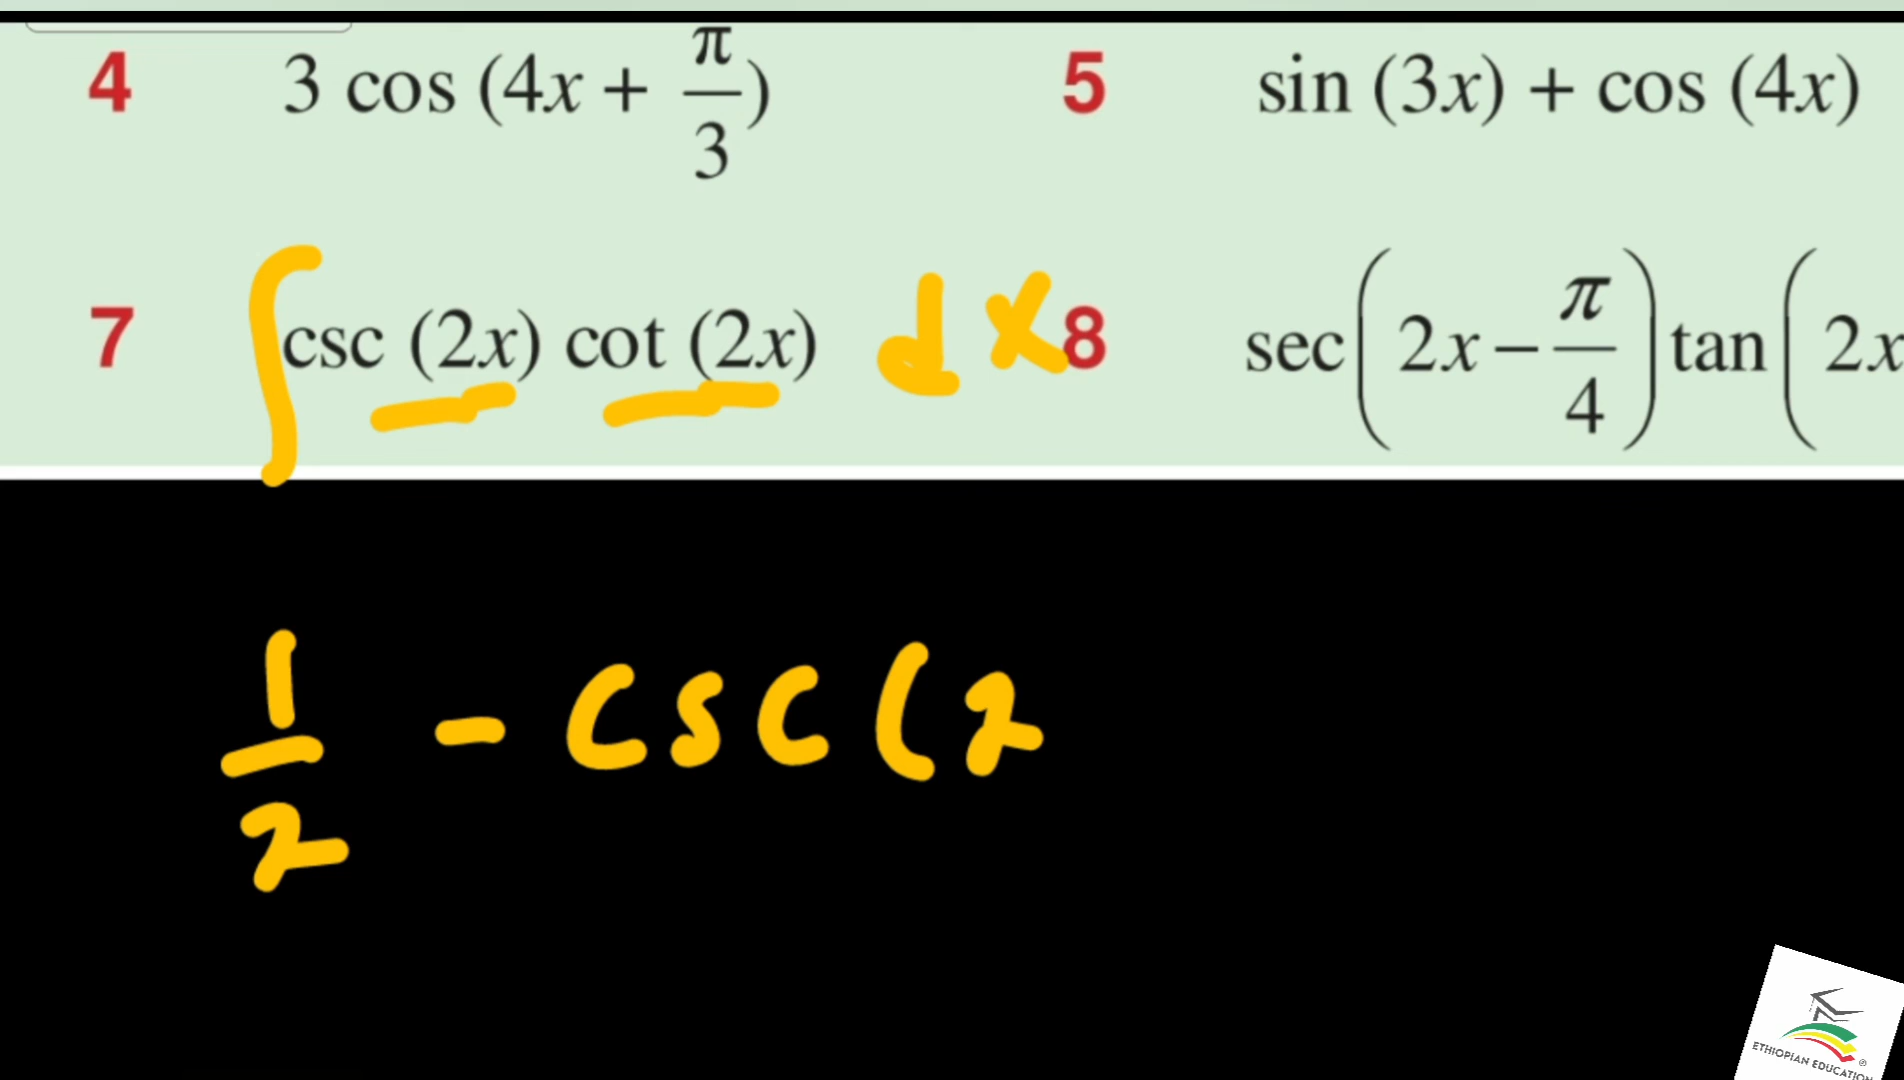 4 3 cos (4x + π/3) 5 sin (3x) + cos (4x)
7 ∫ csc (2x) cot (2x) dx 8 sec(2x − π/4) tan(2x
1/2 - csc (2
ETHIOPIAN EDUCATION ®